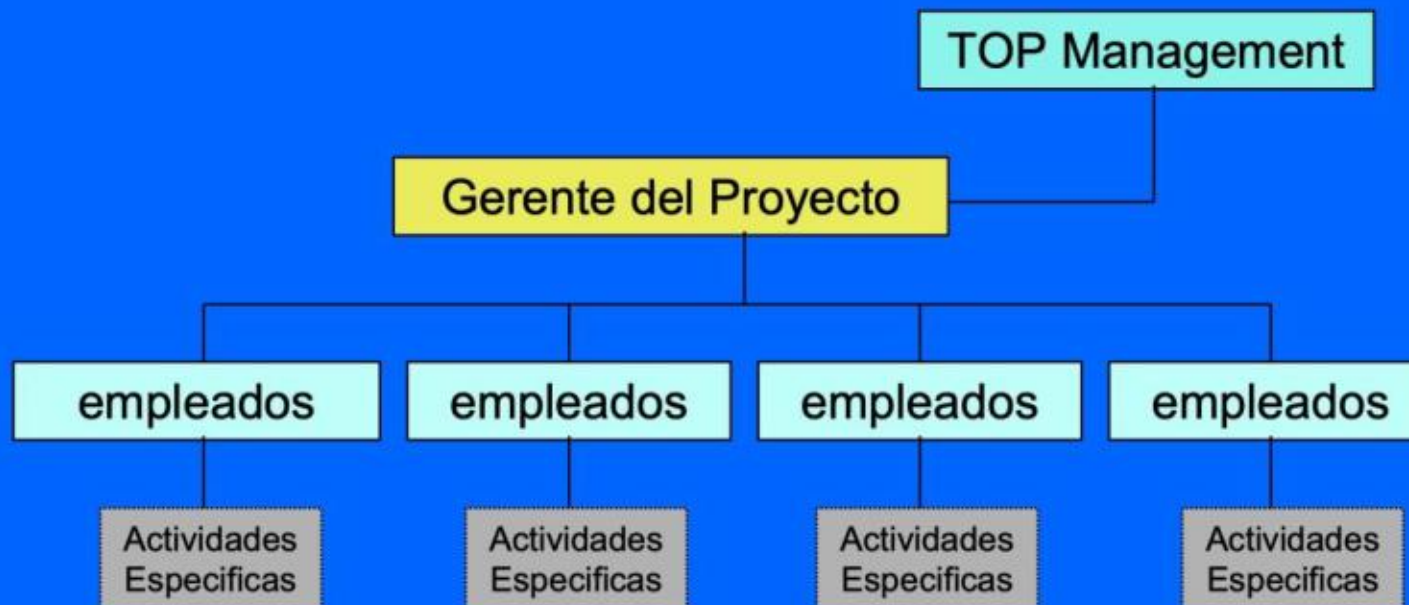 TOP Management
Gerente del Proyecto
empleados
empleados
empleados
empleados
Actividades
Especificas
Actividades
Especificas
Actividades
Especificas
Actividades
Especificas